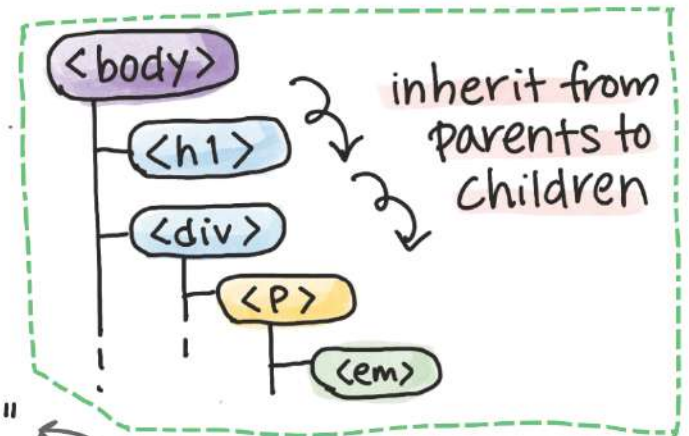 <body>
inherit from
parents to
children
<h1>
<div>
<p>
<em>
"